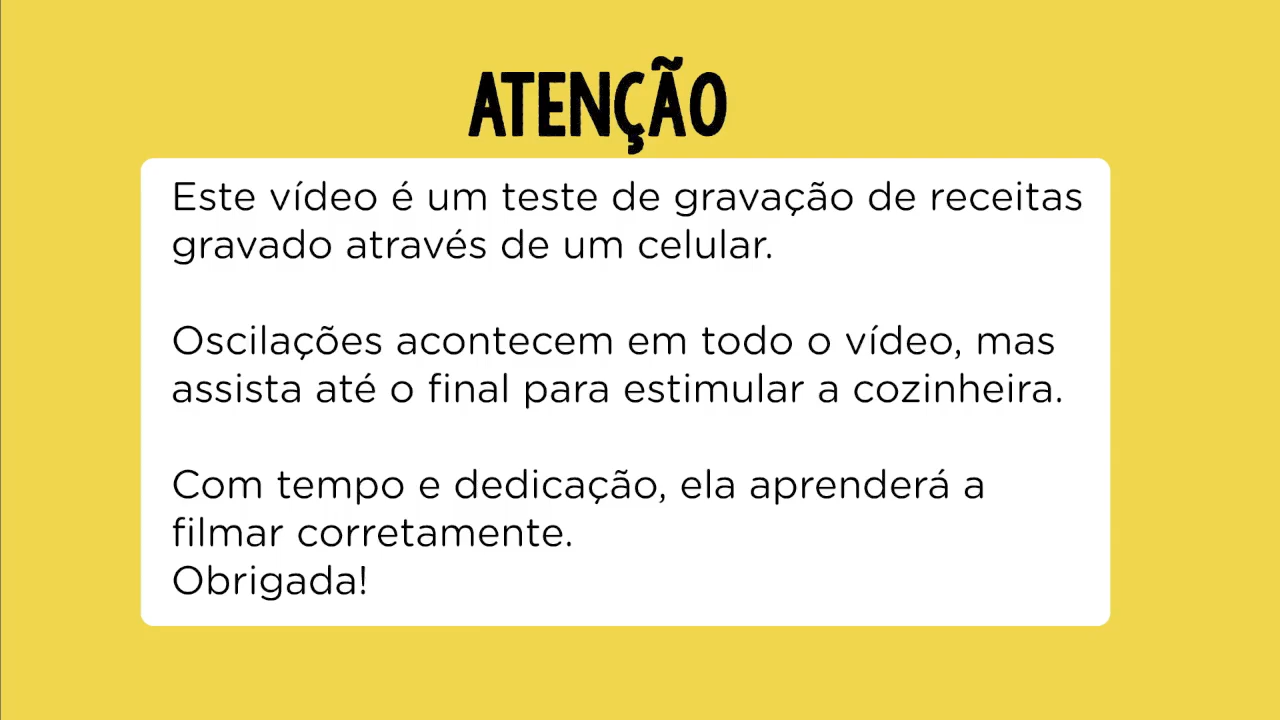 ATENÇÃO
Este vídeo é um teste de gravação de receitas
gravado através de um celular.
Oscilações acontecem em todo o vídeo, mas
assista até o final para estimular a cozinheira.
Com tempo e dedicação, ela aprenderá a
filmar corretamente.
Obrigada!